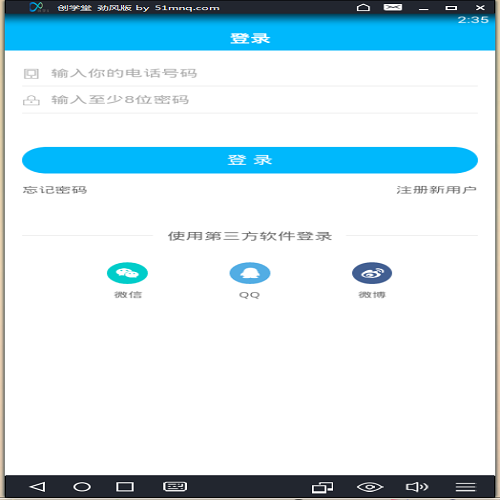 创学堂 劲风版 by 51mnq.com
2:35
登录
输入你的电话号码
输入至少8位密码
登 录
忘记密码 注册新用户
使用第三方软件登录
微信 QQ 微博